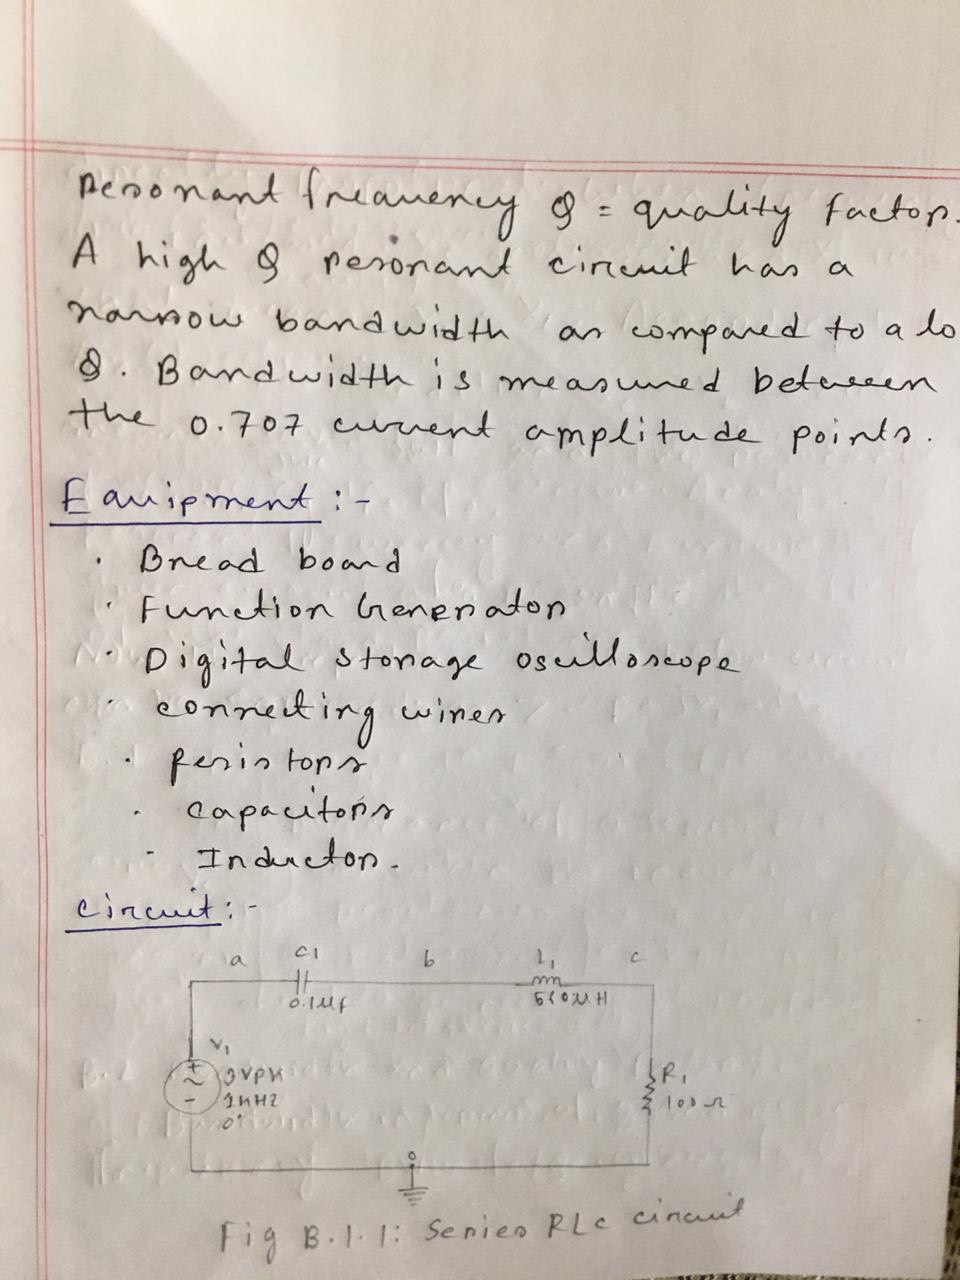 Resonant frequency Q = quality factor.
A high Q resonant circuit has a
narrow bandwidth as compared to a lo
Q. Bandwidth is measured between
the 0.707 current amplitude points.
Equipment :-
· Bread board
· Function Generator
· Digital storage oscilloscope
· connecting wires
· Resistors
· capacitors
· Inductor.
circuit :-
a C1 b L1 c
0.1µf
V1
1KHz
0°
R1
100Ω
0
Fig B.1.1: Series RLC circuit